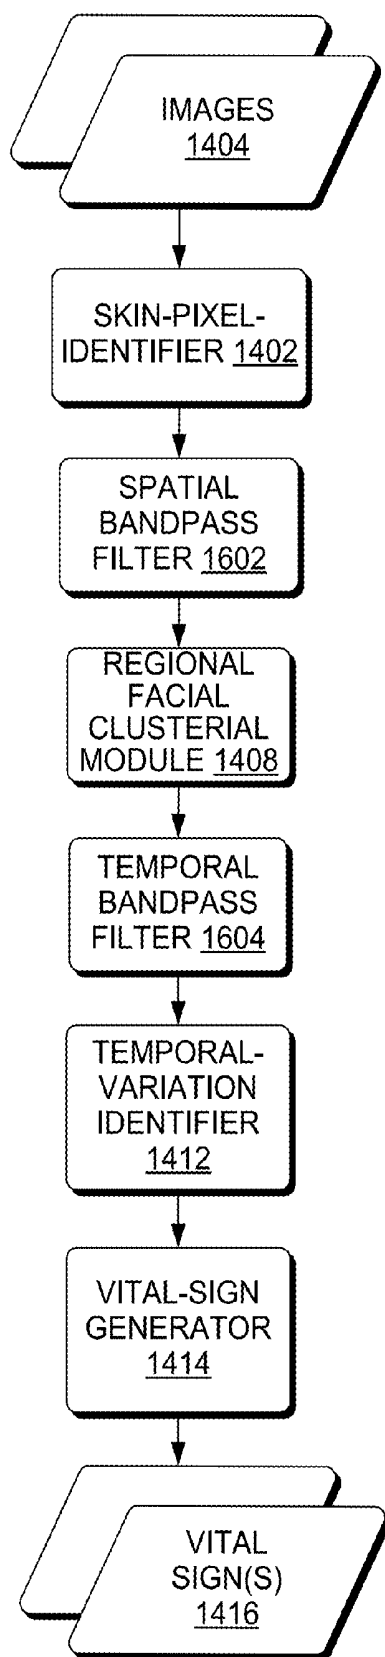 IMAGES
1404
SKIN-PIXEL-
IDENTIFIER 1402
SPATIAL
BANDPASS
FILTER 1602
REGIONAL
FACIAL
CLUSTERIAL
MODULE 1408
TEMPORAL
BANDPASS
FILTER 1604
TEMPORAL-
VARIATION
IDENTIFIER
1412
VITAL-SIGN
GENERATOR
1414
VITAL
SIGN(S)
1416